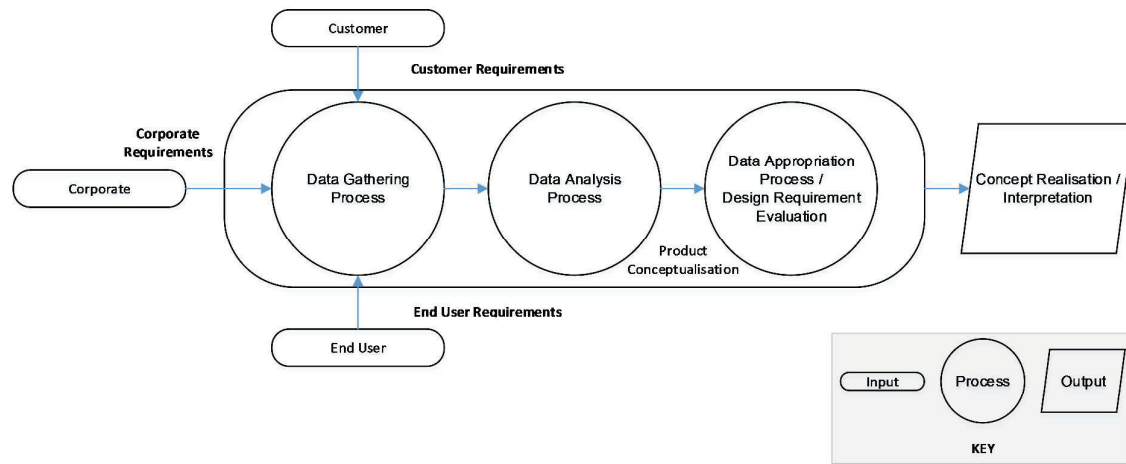 Customer
Customer Requirements
Corporate
Requirements
Corporate
Data Gathering
Process
Data Analysis
Process
Data Appropriation
Process /
Design Requirement
Evaluation
Concept Realisation /
Interpretation
Product
Conceptualisation
End User Requirements
End User
Input
Process
Output
KEY